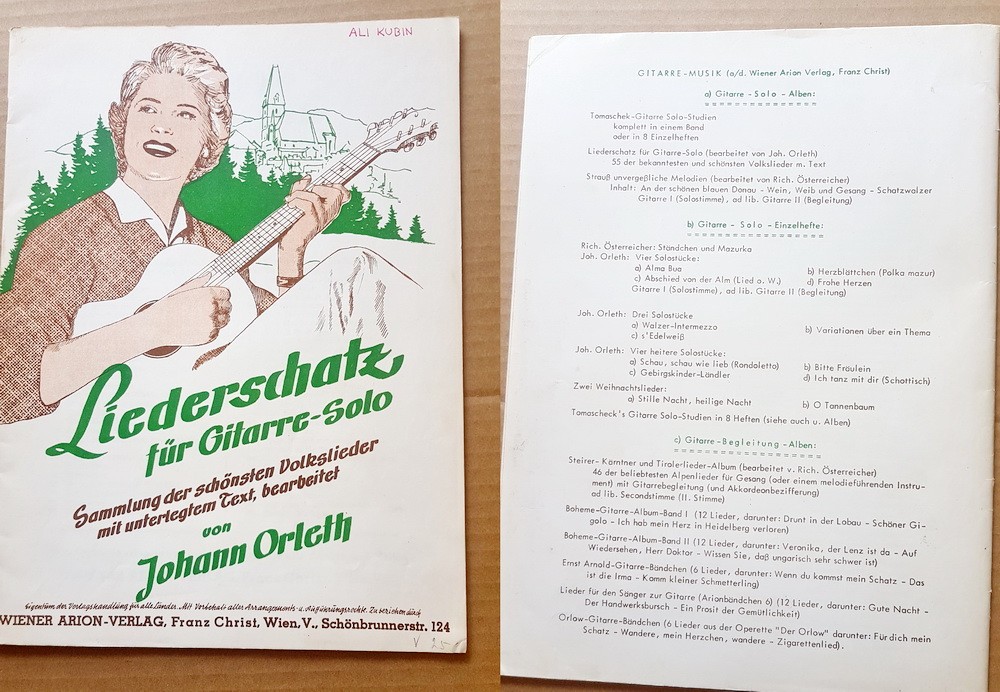 ALI KUBIN
Liederschatz
für Gitarre-Solo
Sammlung der schönsten Volkslieder
mit unterlegtem Text, bearbeitet
von
Johann Orleth
Eigentum der Verlagshandlung für alle Länder. Mit Vorbehalt aller Arrangements- u. Aufführungsrechte. Zu beziehen durch
WIENER ARION-VERLAG, Franz Christ, Wien, V., Schönbrunnerstr. 124
V 25
GITARRE-MUSIK (a/d. Wiener Arion Verlag, Franz Christ)
a) Gitarre - Solo - Alben:
Tomaschek-Gitarre Solo-Studien
komplett in einem Band
oder in 8 Einzelheften
Liederschatz für Gitarre-Solo (bearbeitet von Joh. Orleth)
55 der bekanntesten und schönsten Volkslieder m. Text
Strauß unvergeßliche Melodien (bearbeitet von Rich. Österreicher)
Inhalt: An der schönen blauen Donau - Wein, Weib und Gesang - Schatzwalzer
Gitarre I (Solostimme), ad lib. Gitarre II (Begleitung)
b) Gitarre - Solo - Einzelhefte:
Rich. Österreicher: Ständchen und Mazurka
Joh. Orleth: Vier Solostücke:
a) Alma Bua b) Herzblättchen (Polka mazur)
c) Abschied von der Alm (Lied o. W.) d) Frohe Herzen
Gitarre I (Solostimme), ad lib. Gitarre II (Begleitung)
Joh. Orleth: Drei Solostücke
a) Walzer-Intermezzo b) Variationen über ein Thema
c) s'Edelweiß
Joh. Orleth: Vier heitere Solostücke:
a) Schau, schau wie lieb (Rondoletto) b) Bitte Fräulein
c) Gebirgskinder-Ländler d) Ich tanz mit dir (Schottisch)
Zwei Weihnachtslieder:
a) Stille Nacht, heilige Nacht b) O Tannenbaum
Tomascheck's Gitarre Solo-Studien in 8 Heften (siehe auch u. Alben)
c) Gitarre-Begleitung-Alben:
Steirer- Kärntner und Tirolerlieder-Album (bearbeitet v. Rich. Österreicher)
46 der beliebtesten Alpenlieder für Gesang (oder einem melodieführenden Instru-
ment) mit Gitarrebegleitung (und Akkordeonbezifferung)
ad lib. Secondstimme (II. Stimme)
Boheme-Gitarre-Album-Band I (12 Lieder, darunter: Drunt in der Lobau - Schöner Gi-
golo - Ich hab mein Herz in Heidelberg verloren)
Boheme-Gitarre-Album-Band II (12 Lieder, darunter: Veronika, der Lenz ist da - Auf
Wiedersehen, Herr Doktor - Wissen Sie, daß ungarisch sehr schwer ist)
Ernst Arnold-Gitarre-Bändchen (6 Lieder, darunter: Wenn du kommst mein Schatz - Das
ist die Irma - Komm kleiner Schmetterling)
Lieder für den Sänger zur Gitarre (Arionbändchen 6) (12 Lieder, darunter: Gute Nacht -
Der Handwerksbursch - Ein Prosit der Gemütlichkeit)
Orlow-Gitarre-Bändchen (6 Lieder aus der Operette "Der Orlow" darunter: Für dich mein
Schatz - Wandere, mein Herzchen, wandere - Zigarettenlied).